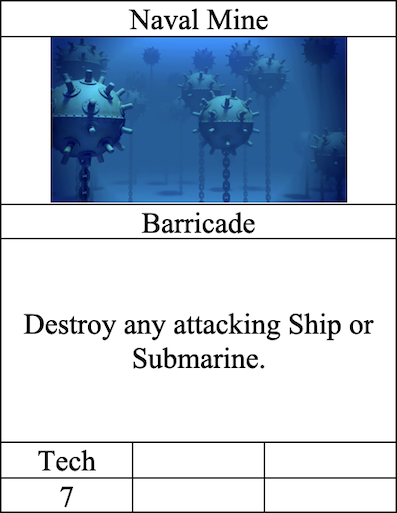 Naval Mine
Barricade
Destroy any attacking Ship or
Submarine.
Tech
7